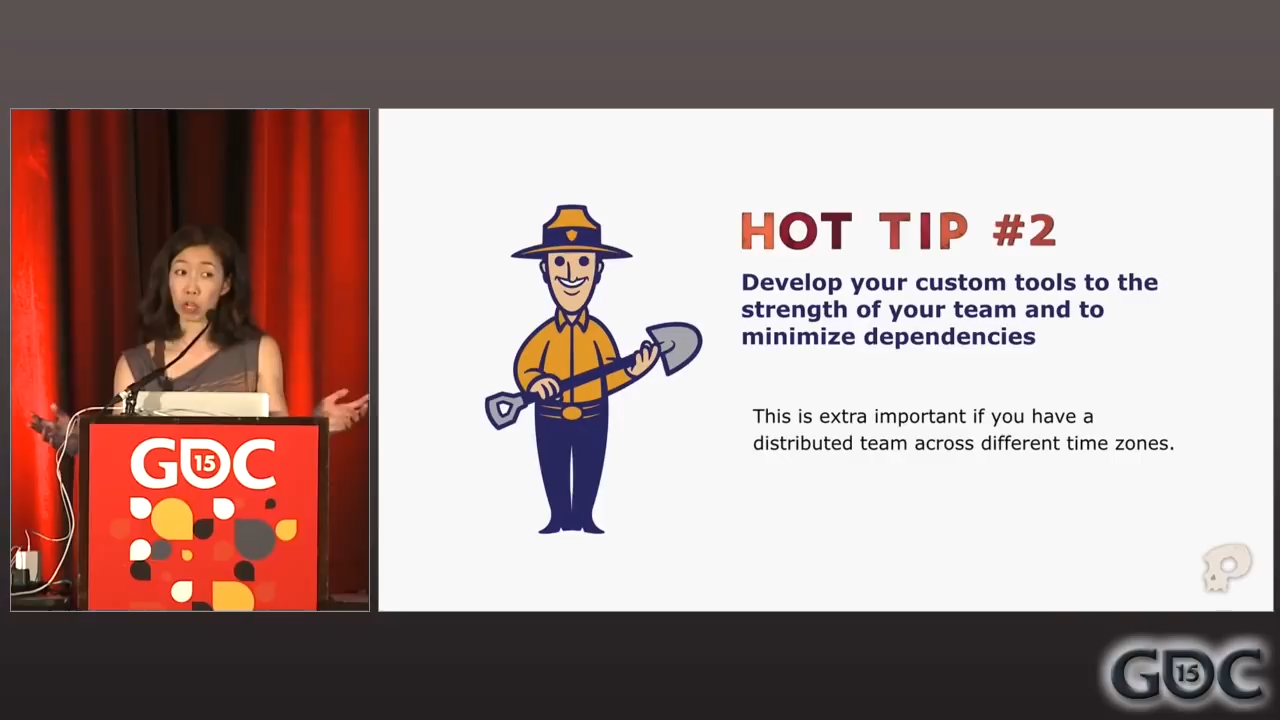 HOT TIP #2
Develop your custom tools to the
strength of your team and to
minimize dependencies
This is extra important if you have a
distributed team across different time zones.
GDC 15
GDC 15